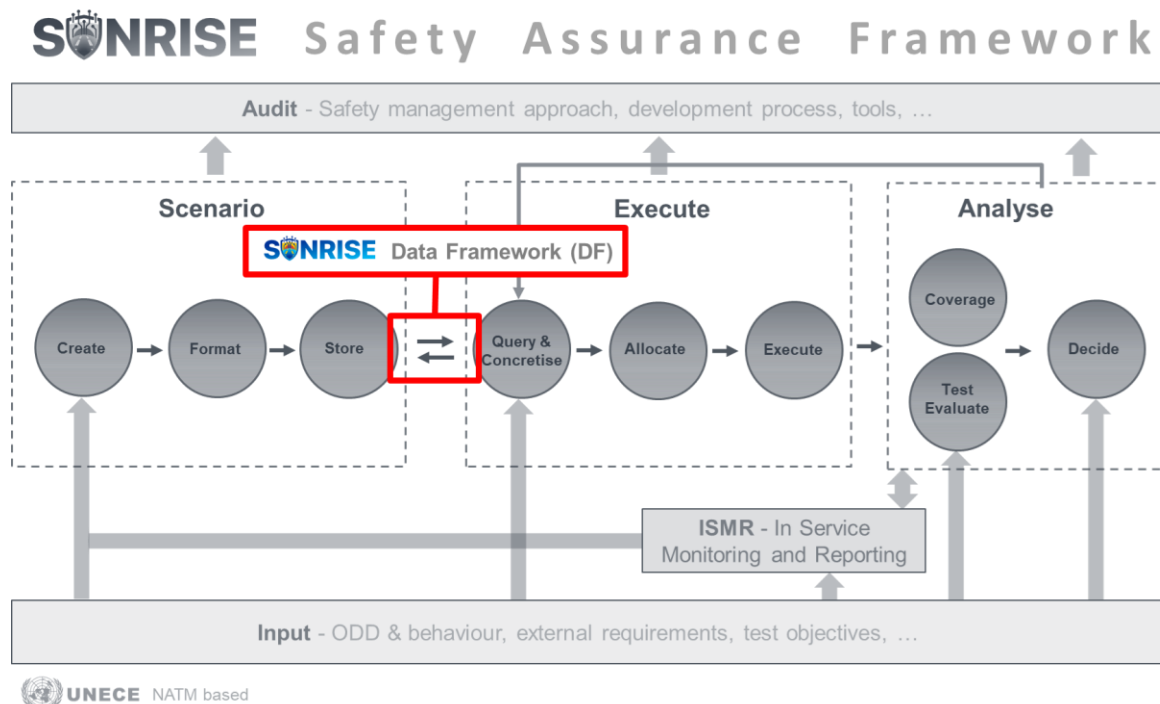 SUNRISE Safety Assurance Framework
Audit - Safety management approach, development process, tools, …
Scenario
Execute
Analyse
SUNRISE Data Framework (DF)
Create
Format
Store
Query &
Concretise
Allocate
Execute
Coverage
Test
Evaluate
Decide
ISMR - In Service
Monitoring and Reporting
Input - ODD & behaviour, external requirements, test objectives, …
UNECE NATM based